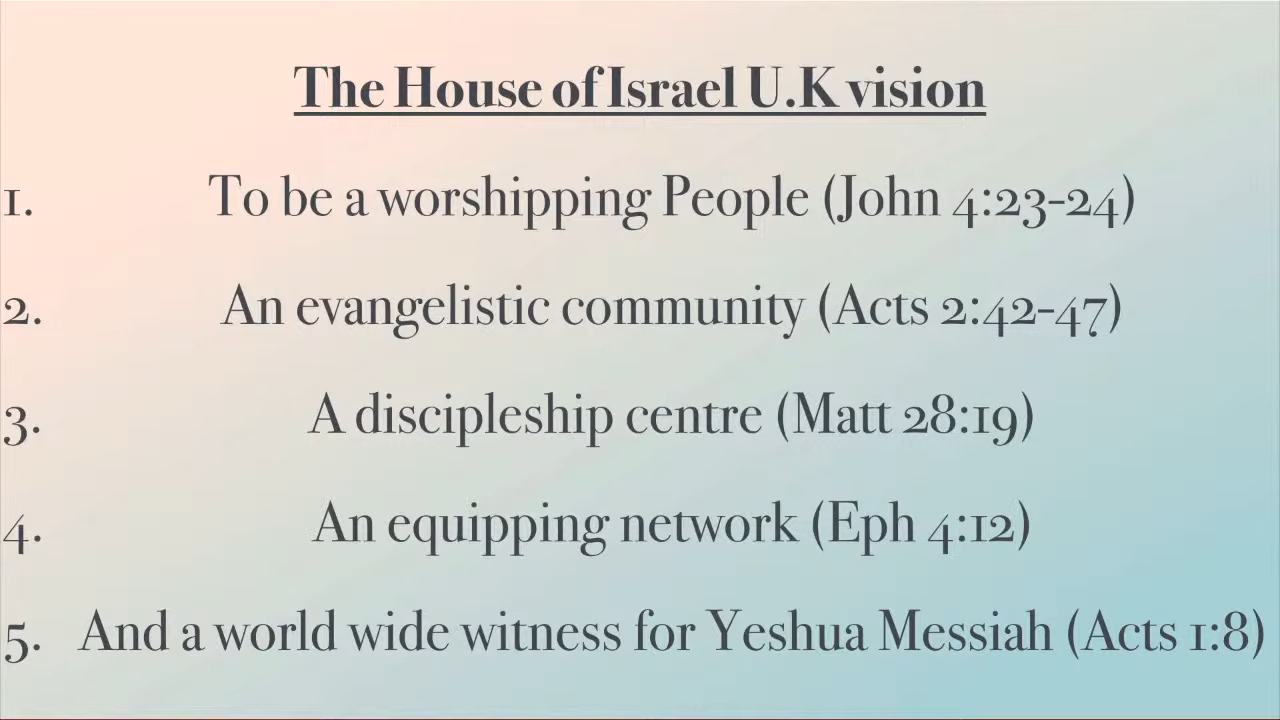 The House of Israel U.K vision
1. To be a worshipping People (John 4:23-24)
2. An evangelistic community (Acts 2:42-47)
3. A discipleship centre (Matt 28:19)
4. An equipping network (Eph 4:12)
5. And a world wide witness for Yeshua Messiah (Acts 1:8)